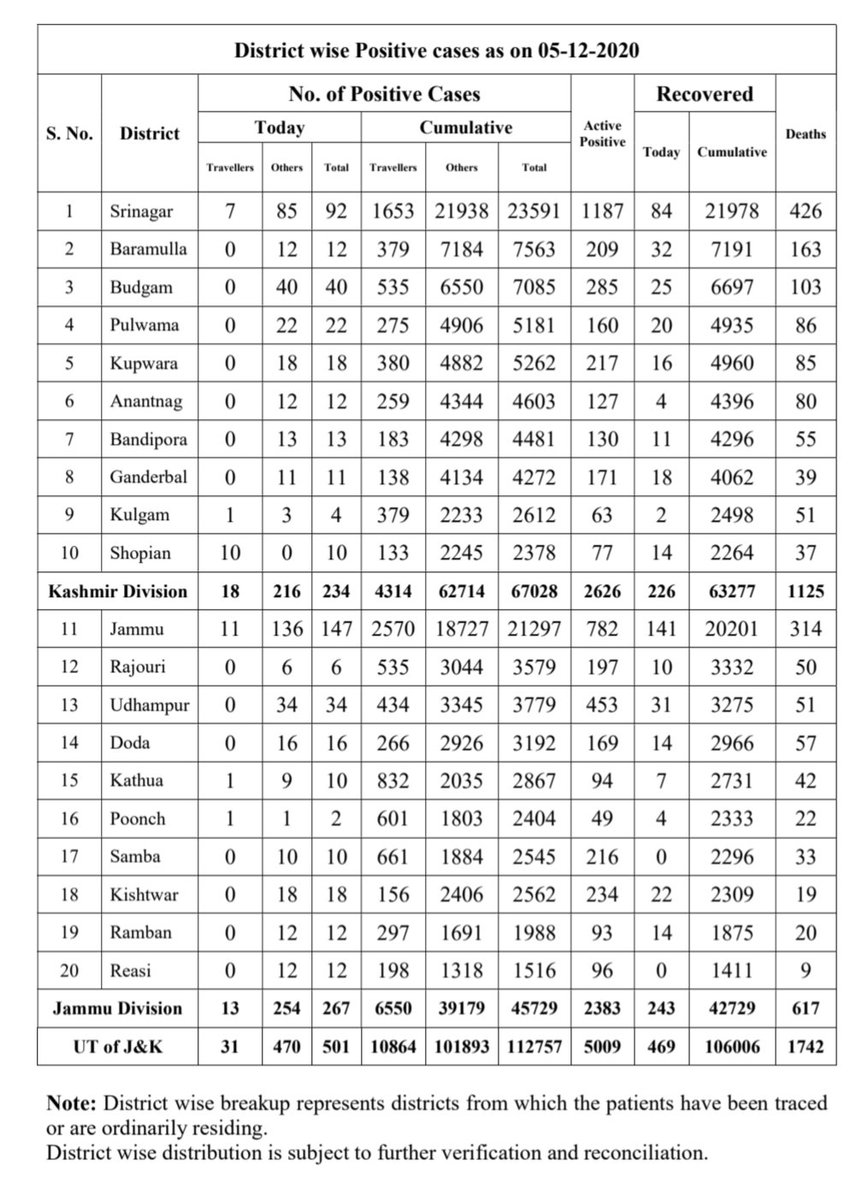 District wise Positive cases as on 05-12-2020
S. No. District No. of Positive Cases Active Positive Recovered Deaths
Today Cumulative Today Cumulative
Travellers Others Total Travellers Others Total
1 Srinagar 7 85 92 1653 21938 23591 1187 84 21978 426
2 Baramulla 0 12 12 379 7184 7563 209 32 7191 163
3 Budgam 0 40 40 535 6550 7085 285 25 6697 103
4 Pulwama 0 22 22 275 4906 5181 160 20 4935 86
5 Kupwara 0 18 18 380 4882 5262 217 16 4960 85
6 Anantnag 0 12 12 259 4344 4603 127 4 4396 80
7 Bandipora 0 13 13 183 4298 4481 130 11 4296 55
8 Ganderbal 0 11 11 138 4134 4272 171 18 4062 39
9 Kulgam 1 3 4 379 2233 2612 63 2 2498 51
10 Shopian 10 0 10 133 2245 2378 77 14 2264 37
Kashmir Division 18 216 234 4314 62714 67028 2626 226 63277 1125
11 Jammu 11 136 147 2570 18727 21297 782 141 20201 314
12 Rajouri 0 6 6 535 3044 3579 197 10 3332 50
13 Udhampur 0 34 34 434 3345 3779 453 31 3275 51
14 Doda 0 16 16 266 2926 3192 169 14 2966 57
15 Kathua 1 9 10 832 2035 2867 94 7 2731 42
16 Poonch 1 1 2 601 1803 2404 49 4 2333 22
17 Samba 0 10 10 661 1884 2545 216 0 2296 33
18 Kishtwar 0 18 18 156 2406 2562 234 22 2309 19
19 Ramban 0 12 12 297 1691 1988 93 14 1875 20
20 Reasi 0 12 12 198 1318 1516 96 0 1411 9
Jammu Division 13 254 267 6550 39179 45729 2383 243 42729 617
UT of J&K 31 470 501 10864 101893 112757 5009 469 106006 1742
Note: District wise breakup represents districts from which the patients have been traced
or are ordinarily residing.
District wise distribution is subject to further verification and reconciliation.